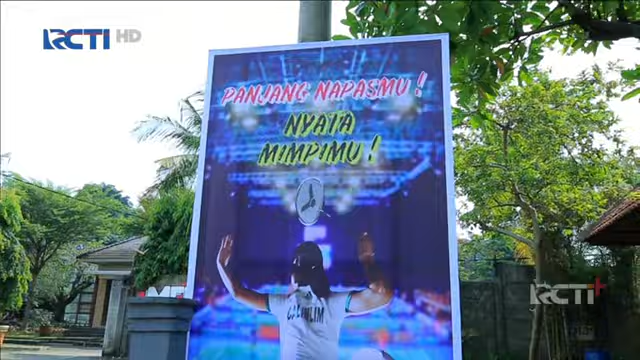 RCTI HD
PANJANG NAPASMU !
NYATA
MIMPIMU !
RCTI+